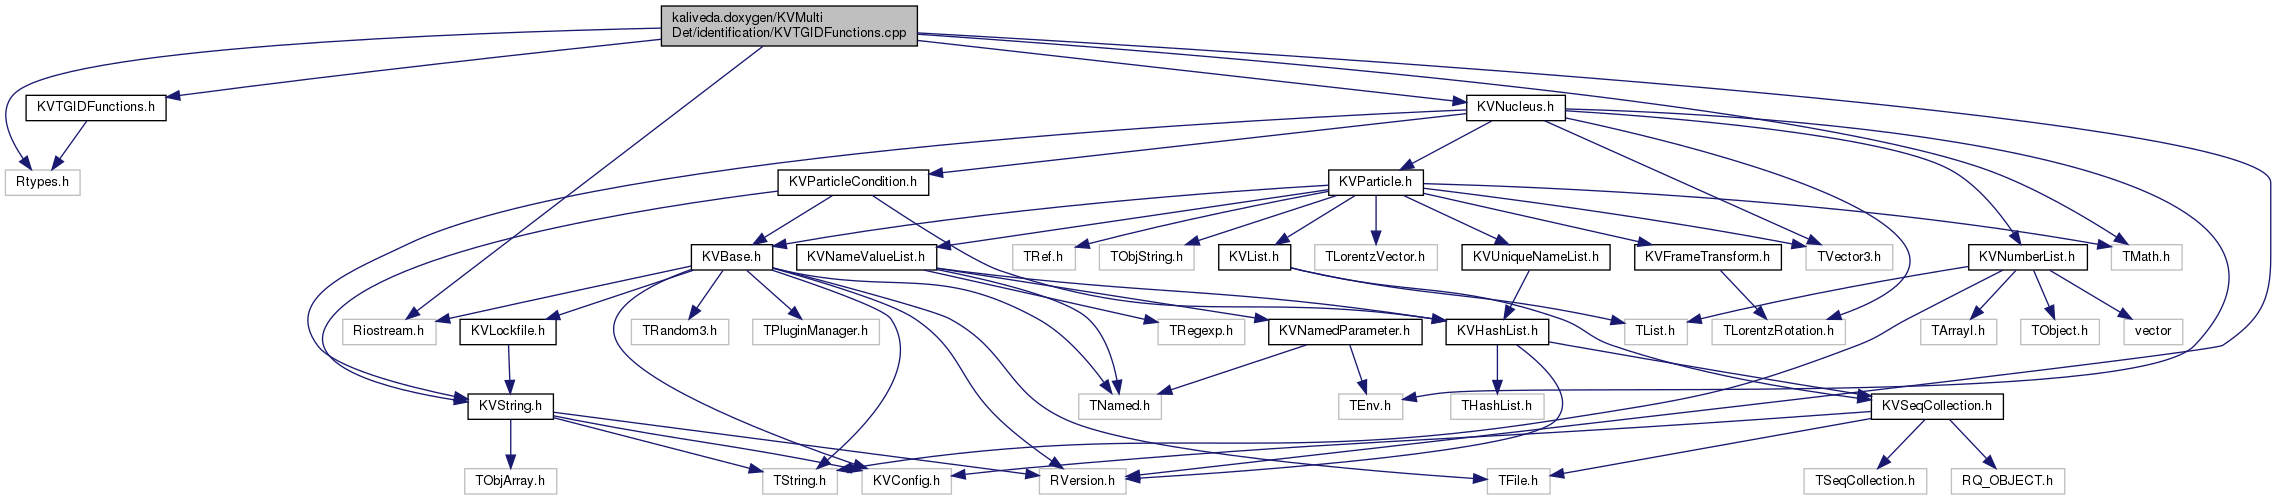 kaliveda.doxygen/KVMulti
Det/identification/KVTGIDFunctions.cpp
KVTGIDFunctions.h
KVNucleus.h
Rtypes.h
KVParticleCondition.h
KVParticle.h
KVBase.h
KVNameValueList.h
TRef.h
TObjString.h
KVList.h
TLorentzVector.h
KVUniqueNameList.h
KVFrameTransform.h
TVector3.h
KVNumberList.h
TMath.h
Riostream.h
KVLockfile.h
TRandom3.h
TPluginManager.h
TRegexp.h
KVNamedParameter.h
KVHashList.h
TList.h
TLorentzRotation.h
TArrayI.h
TObject.h
vector
KVString.h
TNamed.h
TEnv.h
THashList.h
KVSeqCollection.h
TObjArray.h
TString.h
KVConfig.h
RVersion.h
TFile.h
TSeqCollection.h
RQ_OBJECT.h